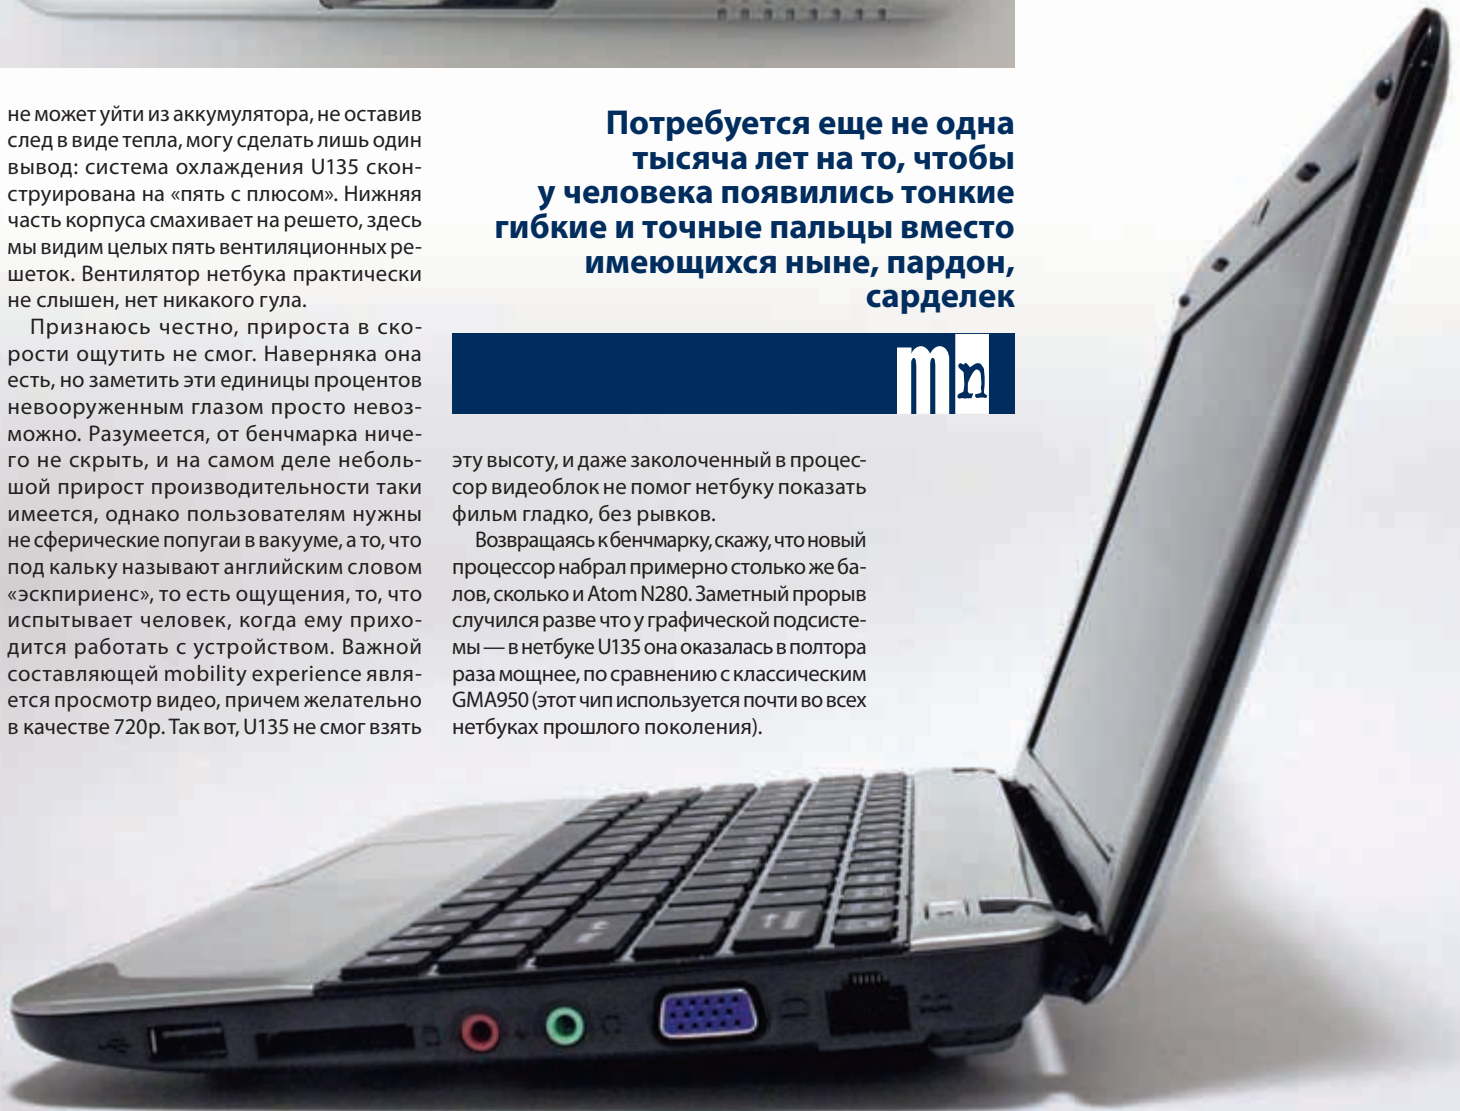 не может уйти из аккумулятора, не оставив
след в виде тепла, могу сделать лишь один
вывод: система охлаждения U135 скон-
струирована на «пять с плюсом». Нижняя
часть корпуса смахивает на решето, здесь
мы видим целых пять вентиляционных ре-
шеток. Вентилятор нетбука практически
не слышен, нет никакого гула.
Признаюсь честно, прироста в ско-
рости ощутить не смог. Наверняка она
есть, но заметить эти единицы процентов
невооруженным глазом просто невоз-
можно. Разумеется, от бенчмарка ниче-
го не скрыть, и на самом деле неболь-
шой прирост производительности таки
имеется, однако пользователям нужны
не сферические попугаи в вакууме, а то, что
под кальку называют английским словом
«эскпириенс», то есть ощущения, то, что
испытывает человек, когда ему прихо-
дится работать с устройством. Важной
составляющей mobility experience явля-
ется просмотр видео, причем желательно
в качестве 720p. Так вот, U135 не смог взять
Потребуется еще не одна
тысяча лет на то, чтобы
у человека появились тонкие
гибкие и точные пальцы вместо
имеющихся ныне, пардон,
сарделек
mn
эту высоту, и даже заколоченный в процес-
сор видеоблок не помог нетбуку показать
фильм гладко, без рывков.
Возвращаясь к бенчмарку, скажу, что новый
процессор набрал примерно столько же ба-
лов, сколько и Atom N280. Заметный прорыв
случился разве что у графической подсисте-
мы — в нетбуке U135 она оказалась в полтора
раза мощнее, по сравнению с классическим
GMA950 (этот чип используется почти во всех
нетбуках прошлого поколения).